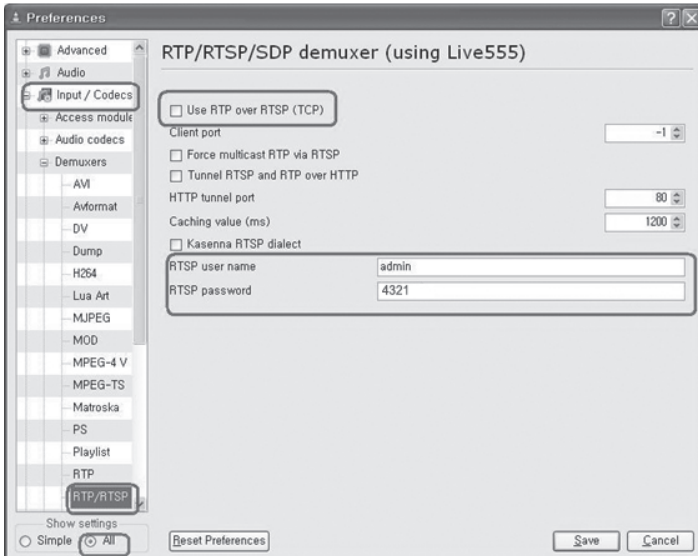 Preferences
Advanced
Audio
Input / Codecs
Access module
Audio codecs
Demuxers
AVI
Avformat
DV
Dump
H264
Lua Art
MJPEG
MOD
MPEG-4 V
MPEG-TS
Matroska
PS
Playlist
RTP
RTP/RTSP
Show settings
Simple
All
RTP/RTSP/SDP demuxer (using Live555)
Use RTP over RTSP (TCP)
Client port -1
Force multicast RTP via RTSP
Tunnel RTSP and RTP over HTTP
HTTP tunnel port 80
Caching value (ms) 1200
Kasenna RTSP dialect
RTSP user name admin
RTSP password 4321
Reset Preferences
Save
Cancel